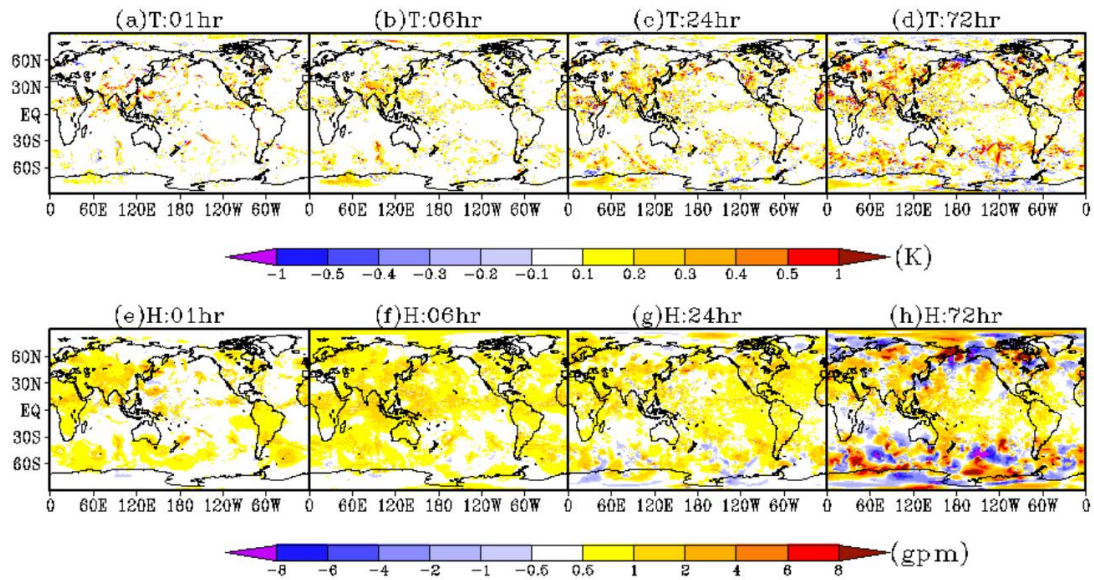 (a)T:01hr (b)T:06hr (c)T:24hr (d)T:72hr
60N
30N
EQ
30S
60S
0 60E 120E 180 120W 60W 0 60E 120E 180 120W 60W 0 60E 120E 180 120W 60W 0 60E 120E 180 120W 60W 0
-1 -0.5 -0.4 -0.3 -0.2 -0.1 0.1 0.2 0.3 0.4 0.5 1 (K)
(e)H:01hr (f)H:06hr (g)H:24hr (h)H:72hr
60N
30N
EQ
30S
60S
0 60E 120E 180 120W 60W 0 60E 120E 180 120W 60W 0 60E 120E 180 120W 60W 0 60E 120E 180 120W 60W 0
-8 -6 -4 -2 -1 -0.6 0.6 1 2 4 6 8 (gpm)